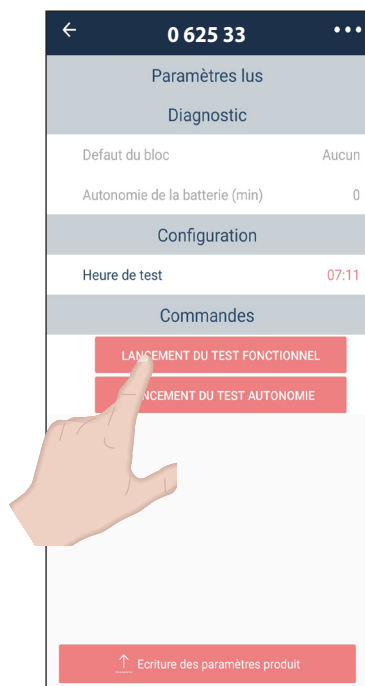 0 625 33
Paramètres lus
Diagnostic
Defaut du bloc Aucun
Autonomie de la batterie (min) 0
Configuration
Heure de test 07:11
Commandes
LANCEMENT DU TEST FONCTIONNEL
NCEMENT DU TEST AUTONOMIE
Ecriture des paramètres produit